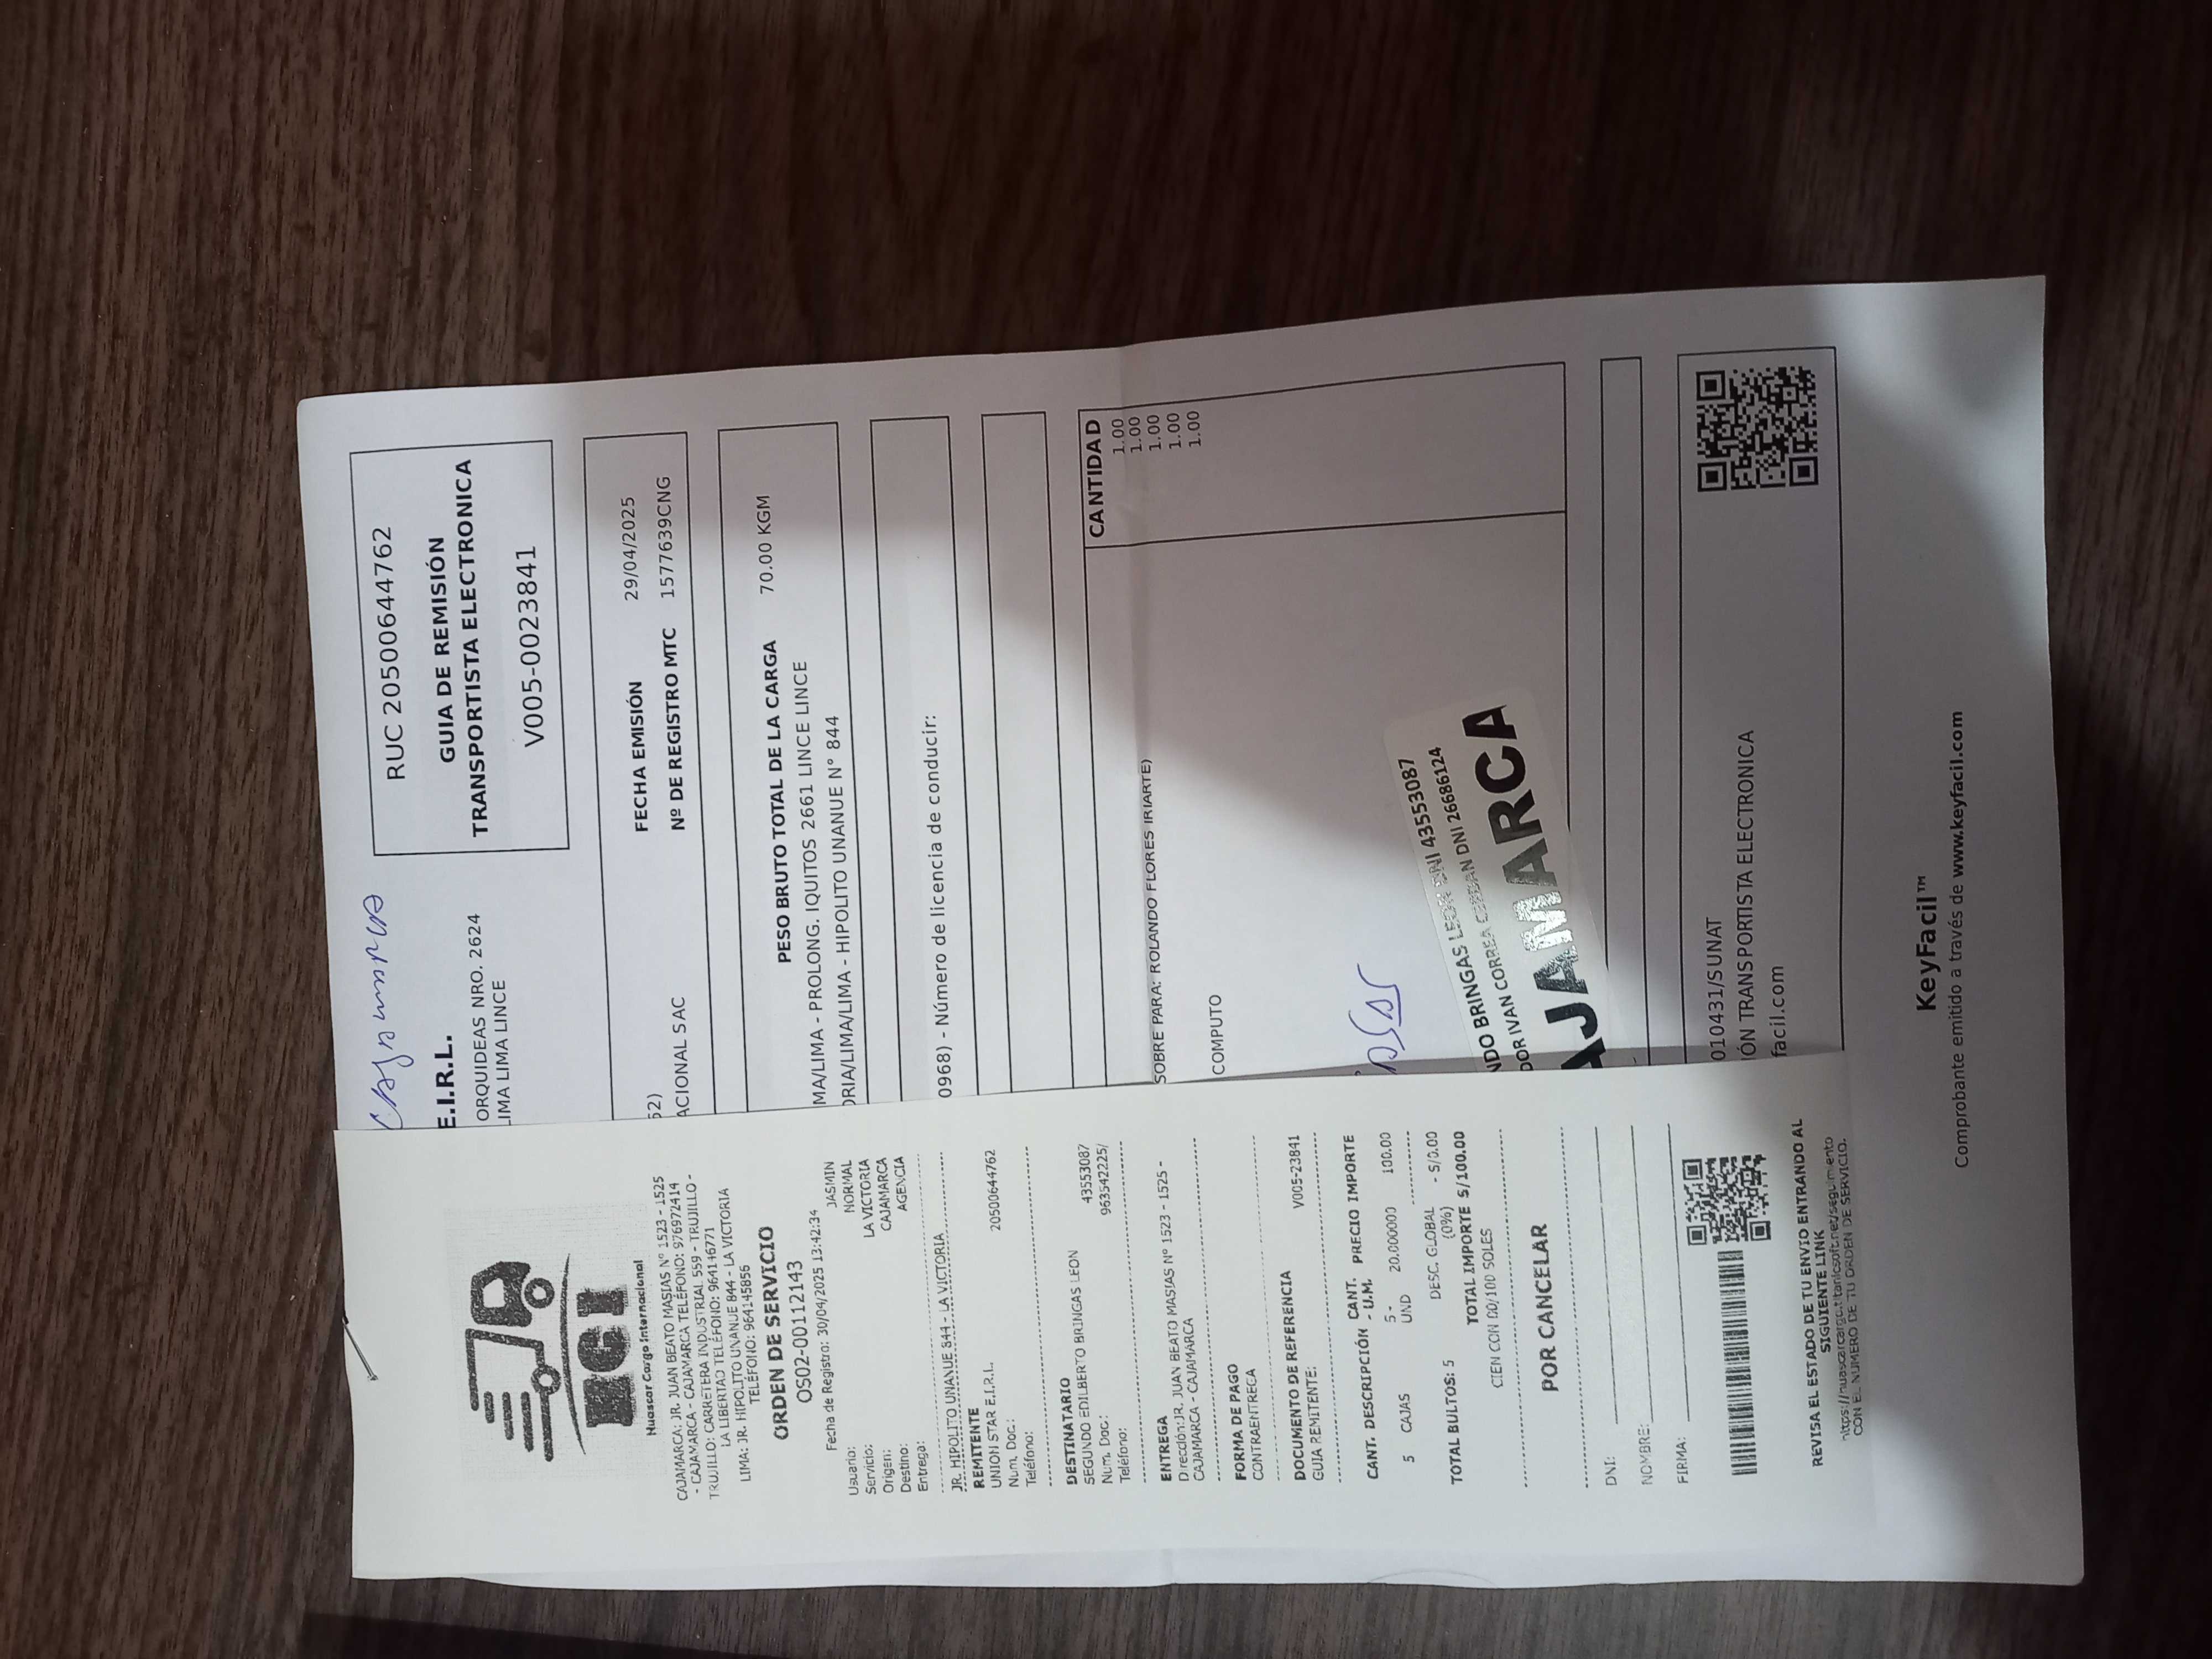 HCI
Huascar Cargo Internacional
CAJAMARCA: JR. JUAN BEATO MASIAS Nº 1523 - 1525
- CAJAMARCA - CAJAMARCA TELÉFONO: 976972414
TRUJILLO: CARRETERA INDUSTRIAL 559 - TRUJILLO -
LA LIBERTAD TELÉFONO: 964146771
LIMA: JR. HIPOLITO UNANUE 844 - LA VICTORIA
TELÉFONO: 964145856
ORDEN DE SERVICIO
OS02-00112143
Fecha de Registro: 30/04/2025 13:42:34
Usuario: JASMIN
Servicio: NORMAL
Origen: LA VICTORIA
Destino: CAJAMARCA
Entrega: AGENCIA
JR. HIPOLITO UNANUE 844 - LA VICTORIA
REMITENTE
UNION STAR E.I.R.L.
Num. Doc.: 20500644762
Teléfono:
DESTINATARIO
SEGUNDO EDILBERTO BRINGAS LEON
Num. Doc.: 43553087
Teléfono: 963542225/
ENTREGA
Dirección: JR. JUAN BEATO MASIAS Nº 1523 - 1525 -
CAJAMARCA - CAJAMARCA
FORMA DE PAGO
CONTRAENTREGA
DOCUMENTO DE REFERENCIA
GUIA REMITENTE: V005-23841
CANT. DESCRIPCIÓN CANT. - U.M. PRECIO IMPORTE
5 CAJAS 5 - UND 20.000000 100.00
DESC. GLOBAL (0%) - S/0.00
TOTAL BULTOS: 5 TOTAL IMPORTE S/100.00
CIEN CON 00/100 SOLES
POR CANCELAR
DNI:
NOMBRE:
FIRMA:
REVISA EL ESTADO DE TU ENVIO ENTRANDO AL
SIGUIENTE LINK
https://huascarcargo.titanicsoft.net/seguimiento
CON EL NUMERO DE TU ORDEN DE SERVICIO.
Cajamarca
E.I.R.L.
ORQUIDEAS NRO. 2624
IMA LIMA LINCE
RUC 20500644762
GUIA DE REMISIÓN
TRANSPORTISTA ELECTRONICA
V005-0023841
FECHA EMISIÓN 29/04/2025
62)
ACIONAL SAC
Nº DE REGISTRO MTC 1577639CNG
PESO BRUTO TOTAL DE LA CARGA 70.00 KGM
MA/LIMA - PROLONG. IQUITOS 2661 LINCE LINCE
ORIA/LIMA/LIMA - HIPOLITO UNANUE N° 844
0968) - Número de licencia de conducir:
CANTIDAD
1.00
1.00
SOBRE PARA: ROLANDO FLORES IRIARTE) 1.00
1.00
1.00
COMPUTO
NDO BRINGAS LEON DNI 43553087
DOR IVAN CORREA CERDAN DNI 26686124
AJAMARCA
010431/SUNAT
ÓN TRANSPORTISTA ELECTRONICA
facil.com
KeyFacil™
Comprobante emitido a través de www.keyfacil.com